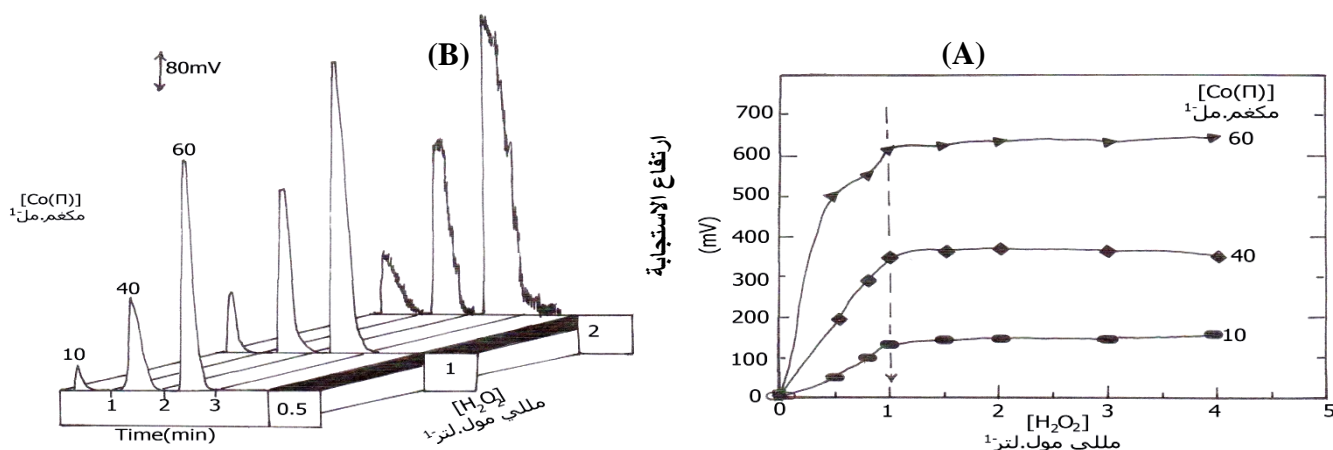 (B)
80mV
60
40
10
[Co(Π)]
مكغم.مل-¹
1
2
3
Time(min)
0.5
1
2
[H₂O₂]
مللي مول.لتر-¹
(A)
ارتفاع الاستجابة
(mV)
700
600
500
400
300
200
100
0
0
1
2
3
4
5
[Co(Π)]
مكغم.مل-¹
60
40
10
[H₂O₂]
مللي مول.لتر-¹